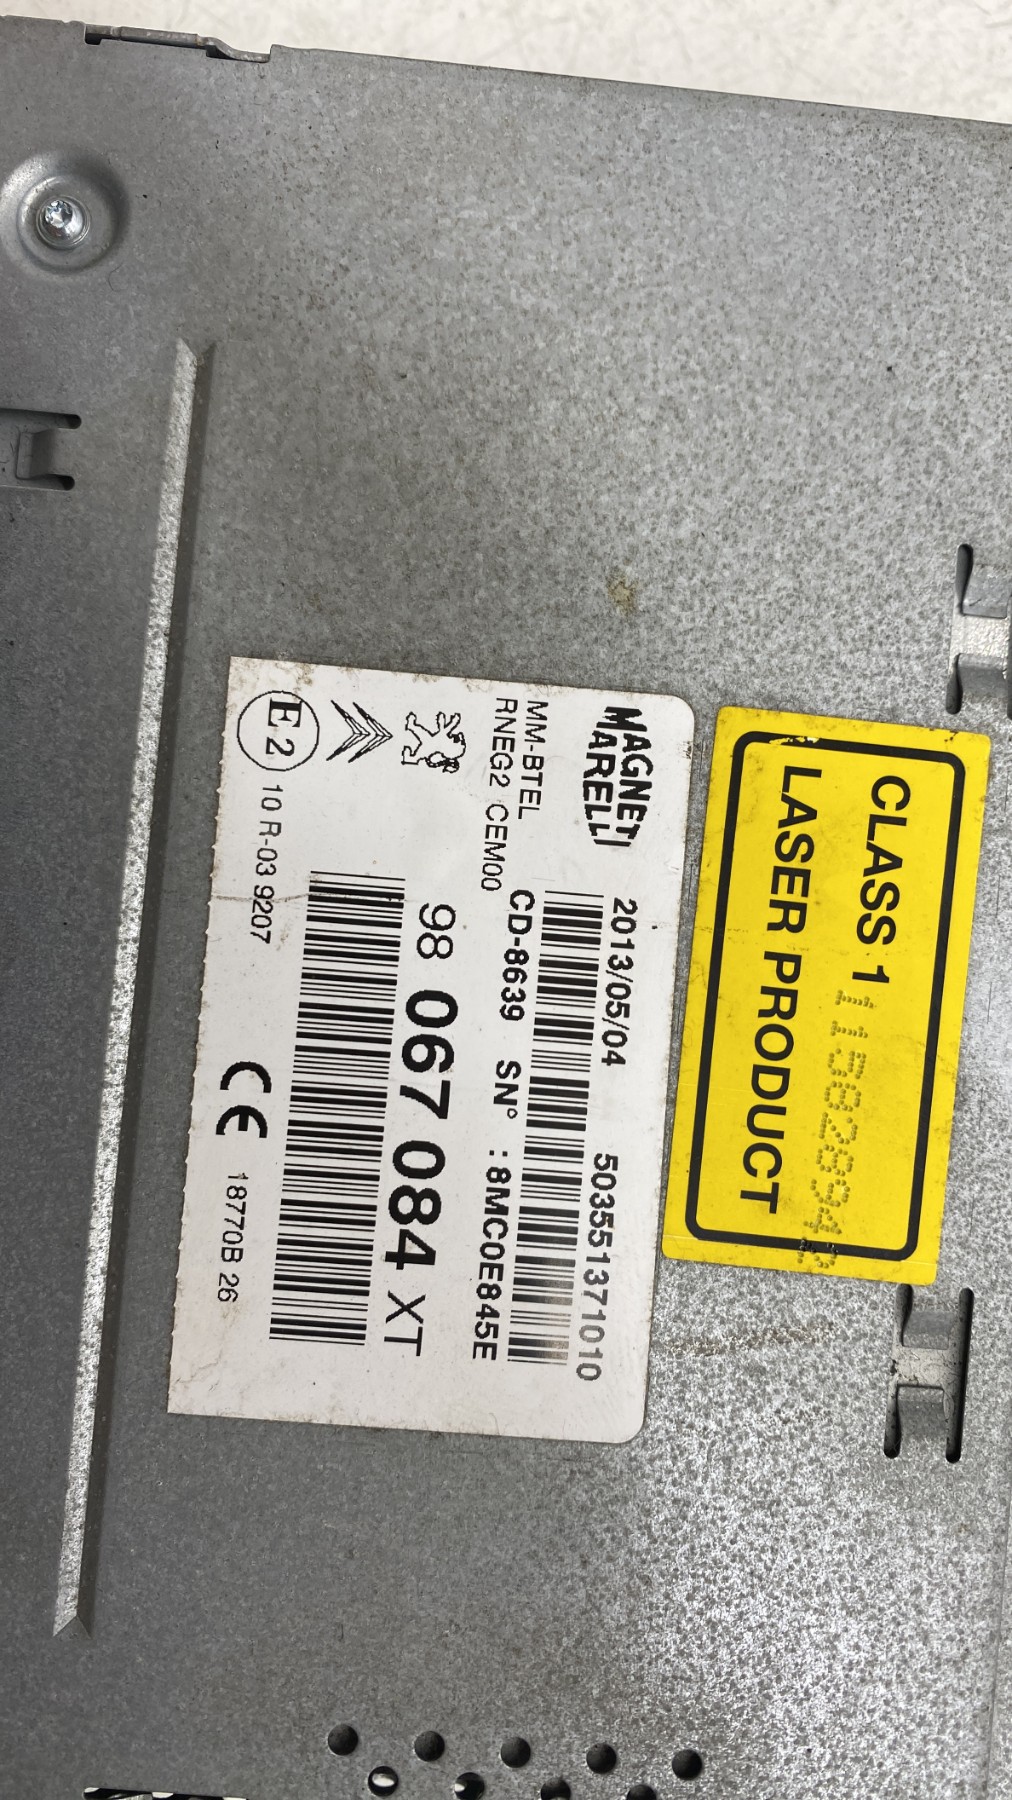 CLASS 1
LASER PRODUCT
115828943
MAGNETI
MARELLI
2013/05/04
503551371010
MM-BTEL
RNEG2 CEM00
CD-8639 SN° :8MC0E845E
98 067 084 XT
E2
10 R-03 9207
CE
18770B 26